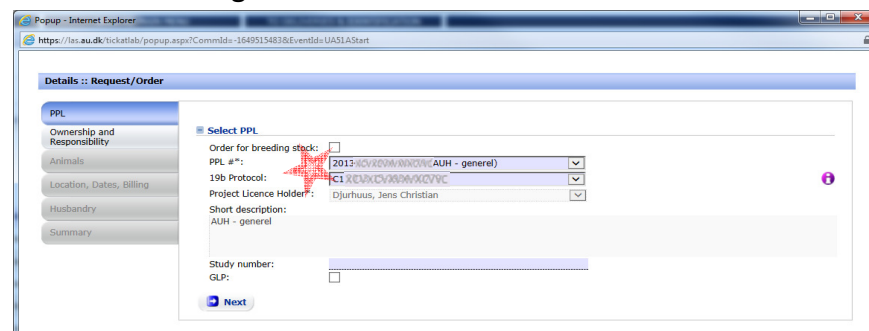 Popup - Internet Explorer
https://las.au.dk/tickatlab/popup.aspx?CommId=-1649515483&EventId=UA51AStart
Details :: Request/Order
PPL
Ownership and
Responsibility
Animals
Location, Dates, Billing
Husbandry
Summary
Select PPL
Order for breeding stock:
PPL #*: 2013- AUH - generel)
19b Protocol: C1
Project Licence Holder*: Djurhuus, Jens Christian
Short description:
AUH - generel
Study number:
GLP:
Next